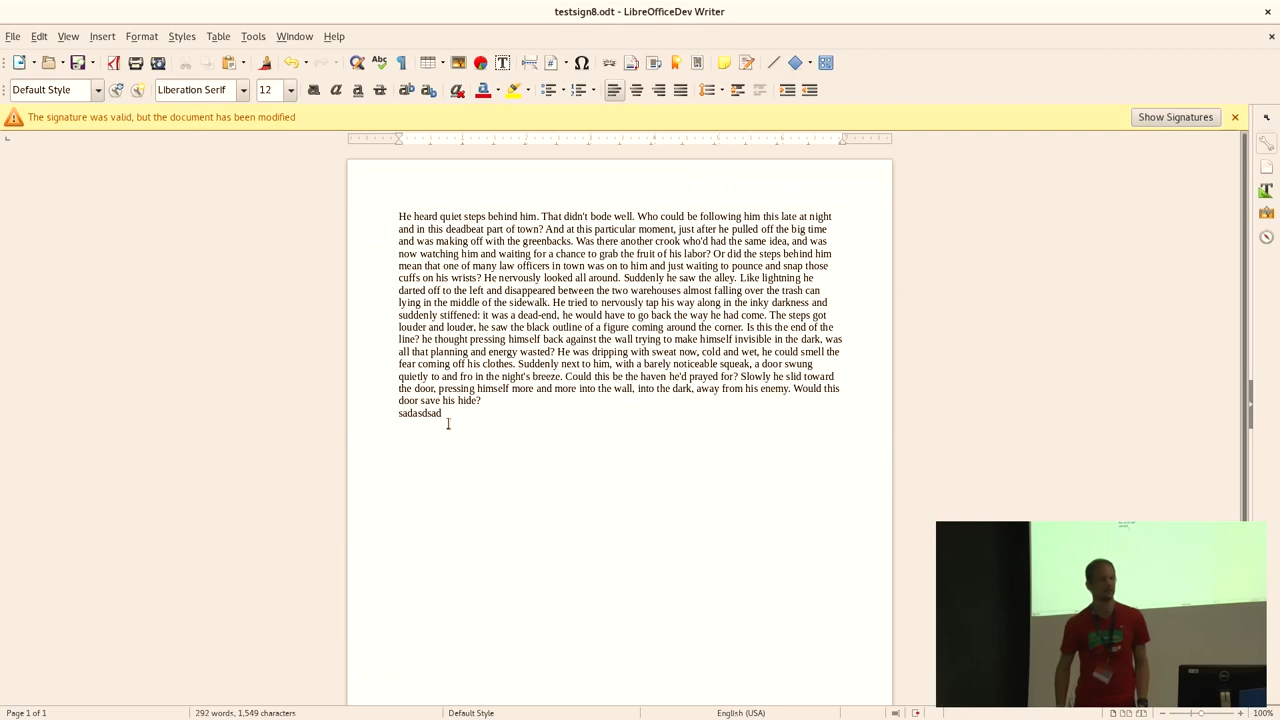 testsign8.odt - LibreOfficeDev Writer
File Edit View Insert Format Styles Table Tools Window Help
Default Style Liberation Serif 12
The signature was valid, but the document has been modified Show Signatures
He heard quiet steps behind him. That didn't bode well. Who could be following him this late at night
and in this deadbeat part of town? And at this particular moment, just after he pulled off the big time
and was making off with the greenbacks. Was there another crook who'd had the same idea, and was
now watching him and waiting for a chance to grab the fruit of his labor? Or did the steps behind him
mean that one of many law officers in town was on to him and just waiting to pounce and snap those
cuffs on his wrists? He nervously looked all around. Suddenly he saw the alley. Like lightning he
darted off to the left and disappeared between the two warehouses almost falling over the trash can
lying in the middle of the sidewalk. He tried to nervously tap his way along in the inky darkness and
suddenly stiffened: it was a dead-end, he would have to go back the way he had come. The steps got
louder and louder, he saw the black outline of a figure coming around the corner. Is this the end of the
line? he thought pressing himself back against the wall trying to make himself invisible in the dark, was
all that planning and energy wasted? He was dripping with sweat now, cold and wet, he could smell the
fear coming off his clothes. Suddenly next to him, with a barely noticeable squeak, a door swung
quietly to and fro in the night's breeze. Could this be the haven he'd prayed for? Slowly he slid toward
the door, pressing himself more and more into the wall, into the dark, away from his enemy. Would this
door save his hide?
sadasdsad
Page 1 of 1 292 words, 1,549 characters Default Style English (USA) 100%